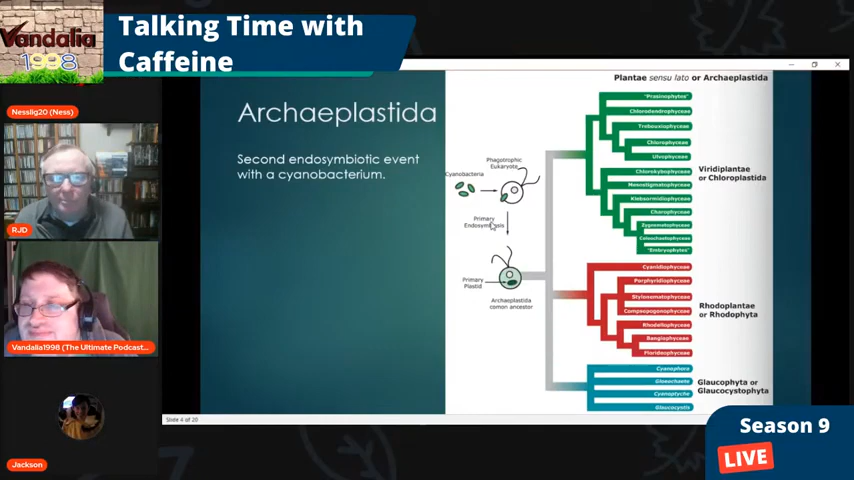 Vandalia
1998
Talking Time with
Caffeine
Nesslig20 (Ness)
RJD
Vandalia1998 (The Ultimate Podcast...
Jackson
Archaeplastida
Second endosymbiotic event
with a cyanobacterium.
Plantae sensu lato or Archaeplastida
Phagotrophic
Eukaryote
Cyanobacteria
Primary
Endosymbiosis
Primary
Plastid
Archaeplastida
comon ancestor
"Prasinophytes"
Chlorodendrophyceae
Trebouxiophyceae
Chlorophyceae
Ulvophyceae
Chlorokybophyceae
Mesostigmatophyceae
Klebsormidiophyceae
Charophyceae
Zygnematophyceae
Coleochaetophyceae
"Embryophytes"
Viridiplantae
or Chloroplastida
Cyanidiophyceae
Porphyridiophyceae
Stylonematophyceae
Compsopogonophyceae
Rhodellophyceae
Bangiophyceae
Florideophyceae
Rhodoplantae
or Rhodophyta
Cyanophora
Gloeochaete
Cyanoptyche
Glaucocystis
Glaucophyta or
Glaucocystophyta
Slide 4 of 20
Season 9
LIVE